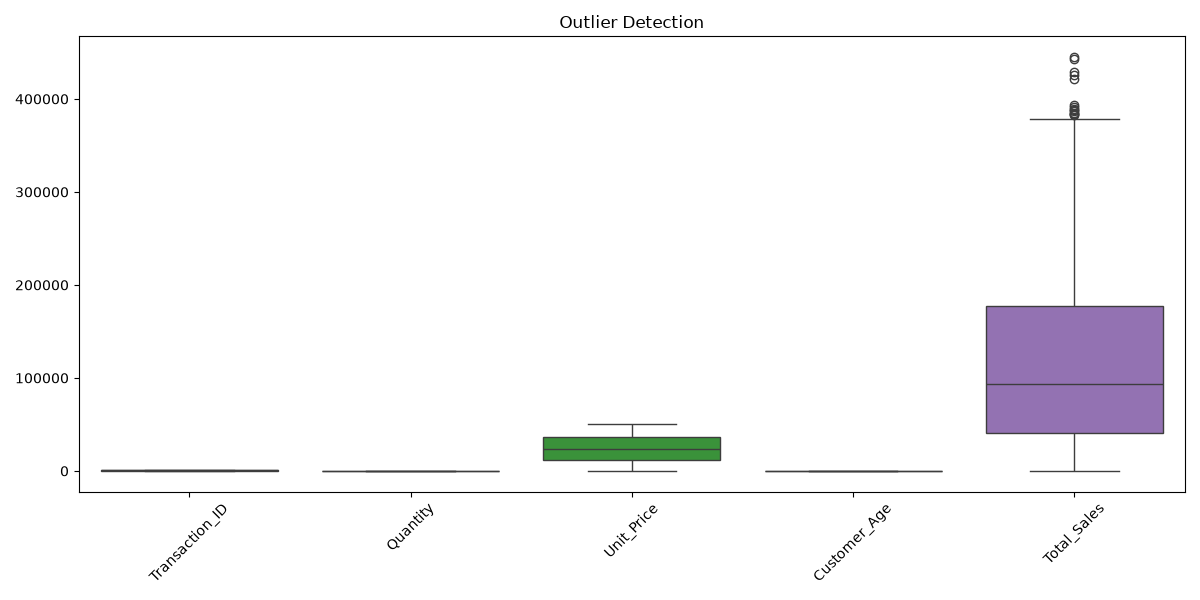 Outlier Detection
400000
300000
200000
100000
0
Transaction_ID
Quantity
Unit_Price
Customer_Age
Total_Sales